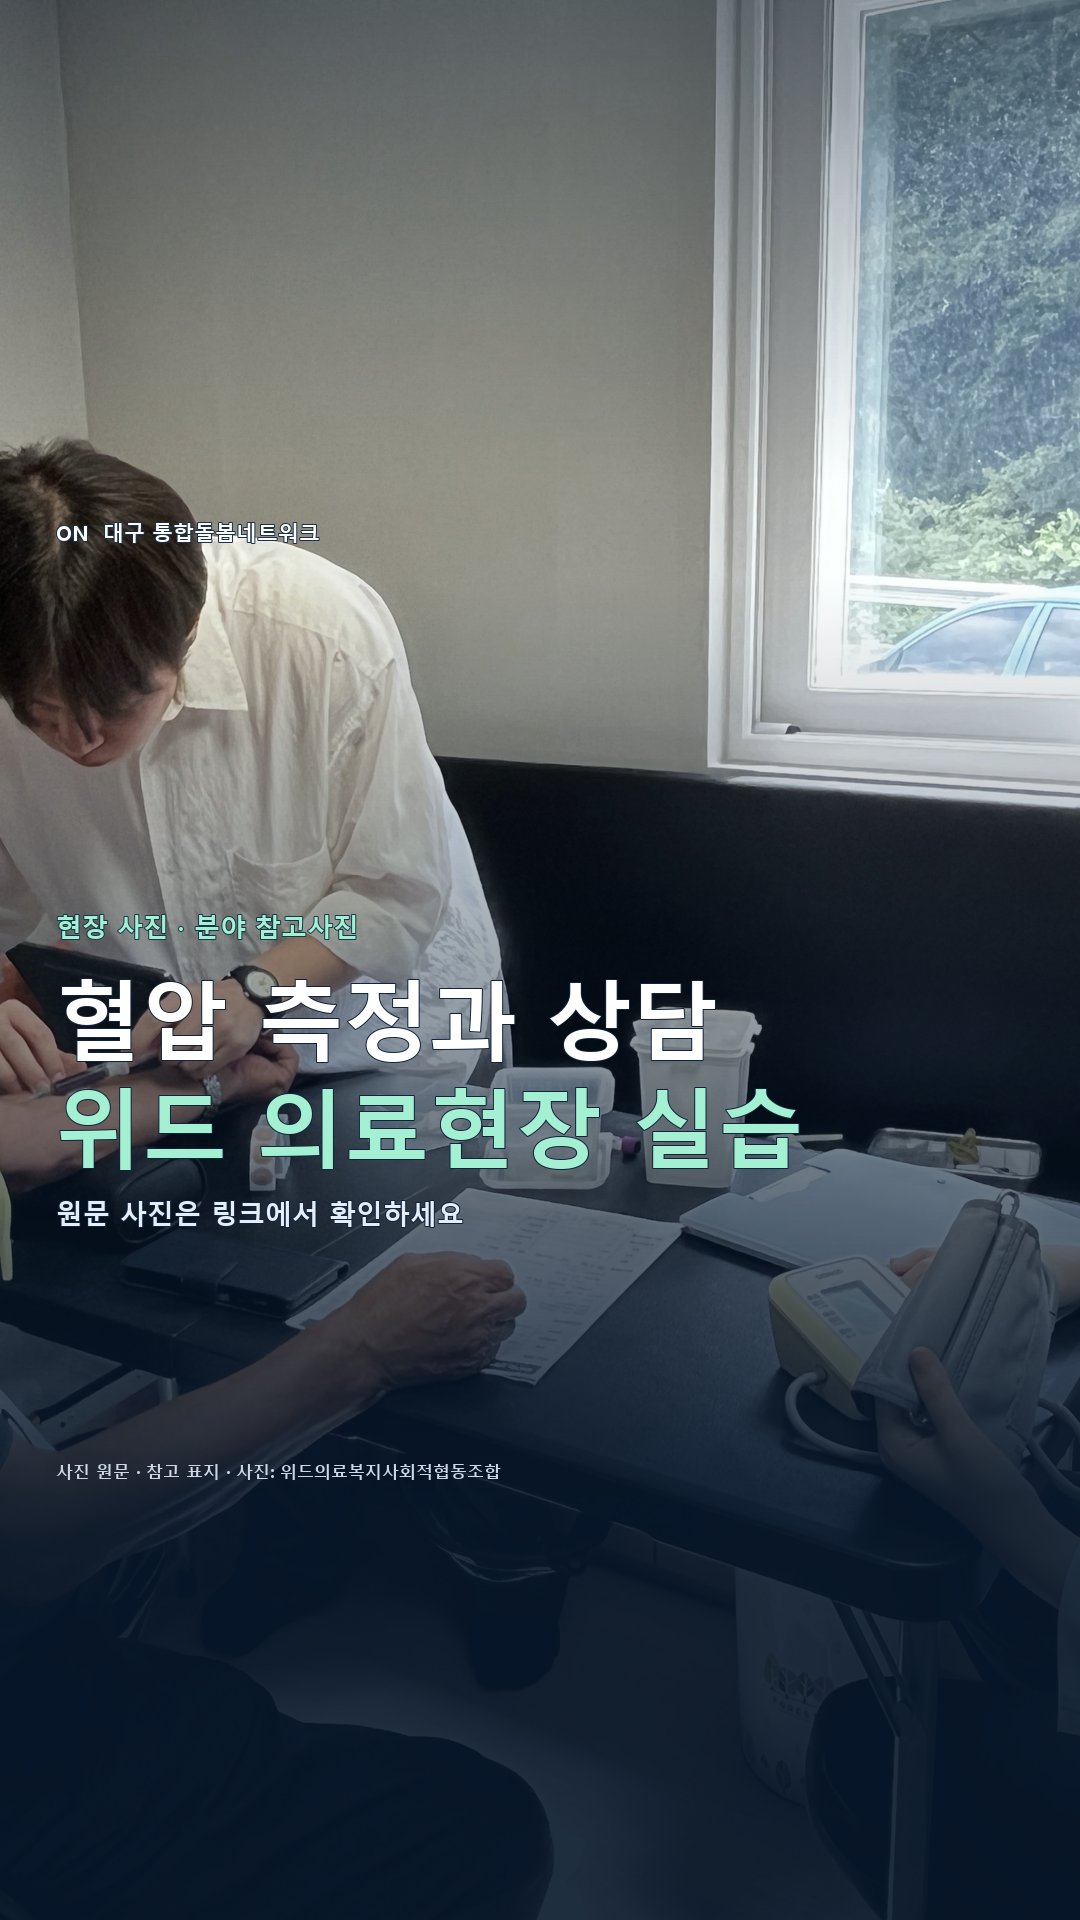 ON 대구 통합돌봄네트워크
현장 사진 · 분야 참고사진
혈압 측정과 상담
위드 의료현장 실습
원문 사진은 링크에서 확인하세요
사진 원문 · 참고 표지 · 사진: 위드의료복지사회적협동조합